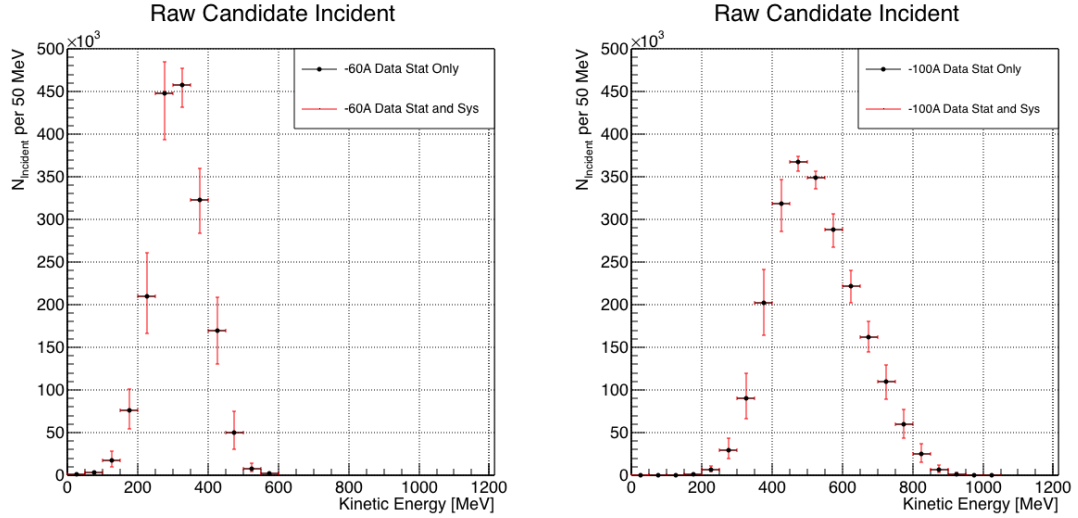 Raw Candidate Incident
×10³
500
450
400
350
300
250
200
150
100
50
0
N_Incident per 50 MeV
-60A Data Stat Only
-60A Data Stat and Sys
0 200 400 600 800 1000 1200
Kinetic Energy [MeV]
Raw Candidate Incident
×10³
500
450
400
350
300
250
200
150
100
50
0
N_Incident per 50 MeV
-100A Data Stat Only
-100A Data Stat and Sys
0 200 400 600 800 1000 1200
Kinetic Energy [MeV]